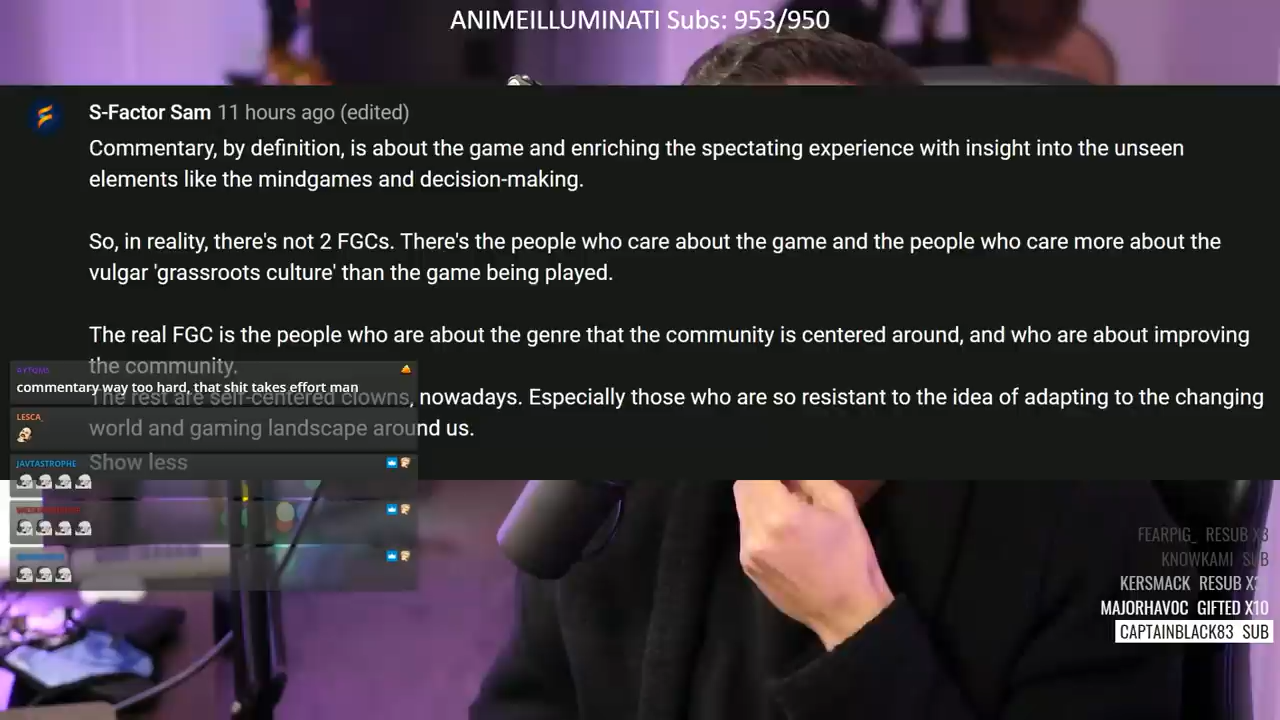 ANIMEILLUMINATI Subs: 953/950
S-Factor Sam 11 hours ago (edited)
Commentary, by definition, is about the game and enriching the spectating experience with insight into the unseen
elements like the mindgames and decision-making.
So, in reality, there's not 2 FGCs. There's the people who care about the game and the people who care more about the
vulgar 'grassroots culture' than the game being played.
The real FGC is the people who are about the genre that the community is centered around, and who are about improving
the community.
The rest are self-centered clowns, nowadays. Especially those who are so resistant to the idea of adapting to the changing
world and gaming landscape around us.
Show less
commentary way too hard, that shit takes effort man
LESCA_
JAVTASTROPHE
FEARPIG_ RESUB X3
KNOWKAMI SUB
KERSMACK RESUB
MAJORHAVOC GIFTED X10
CAPTAINBLACK83 SUB